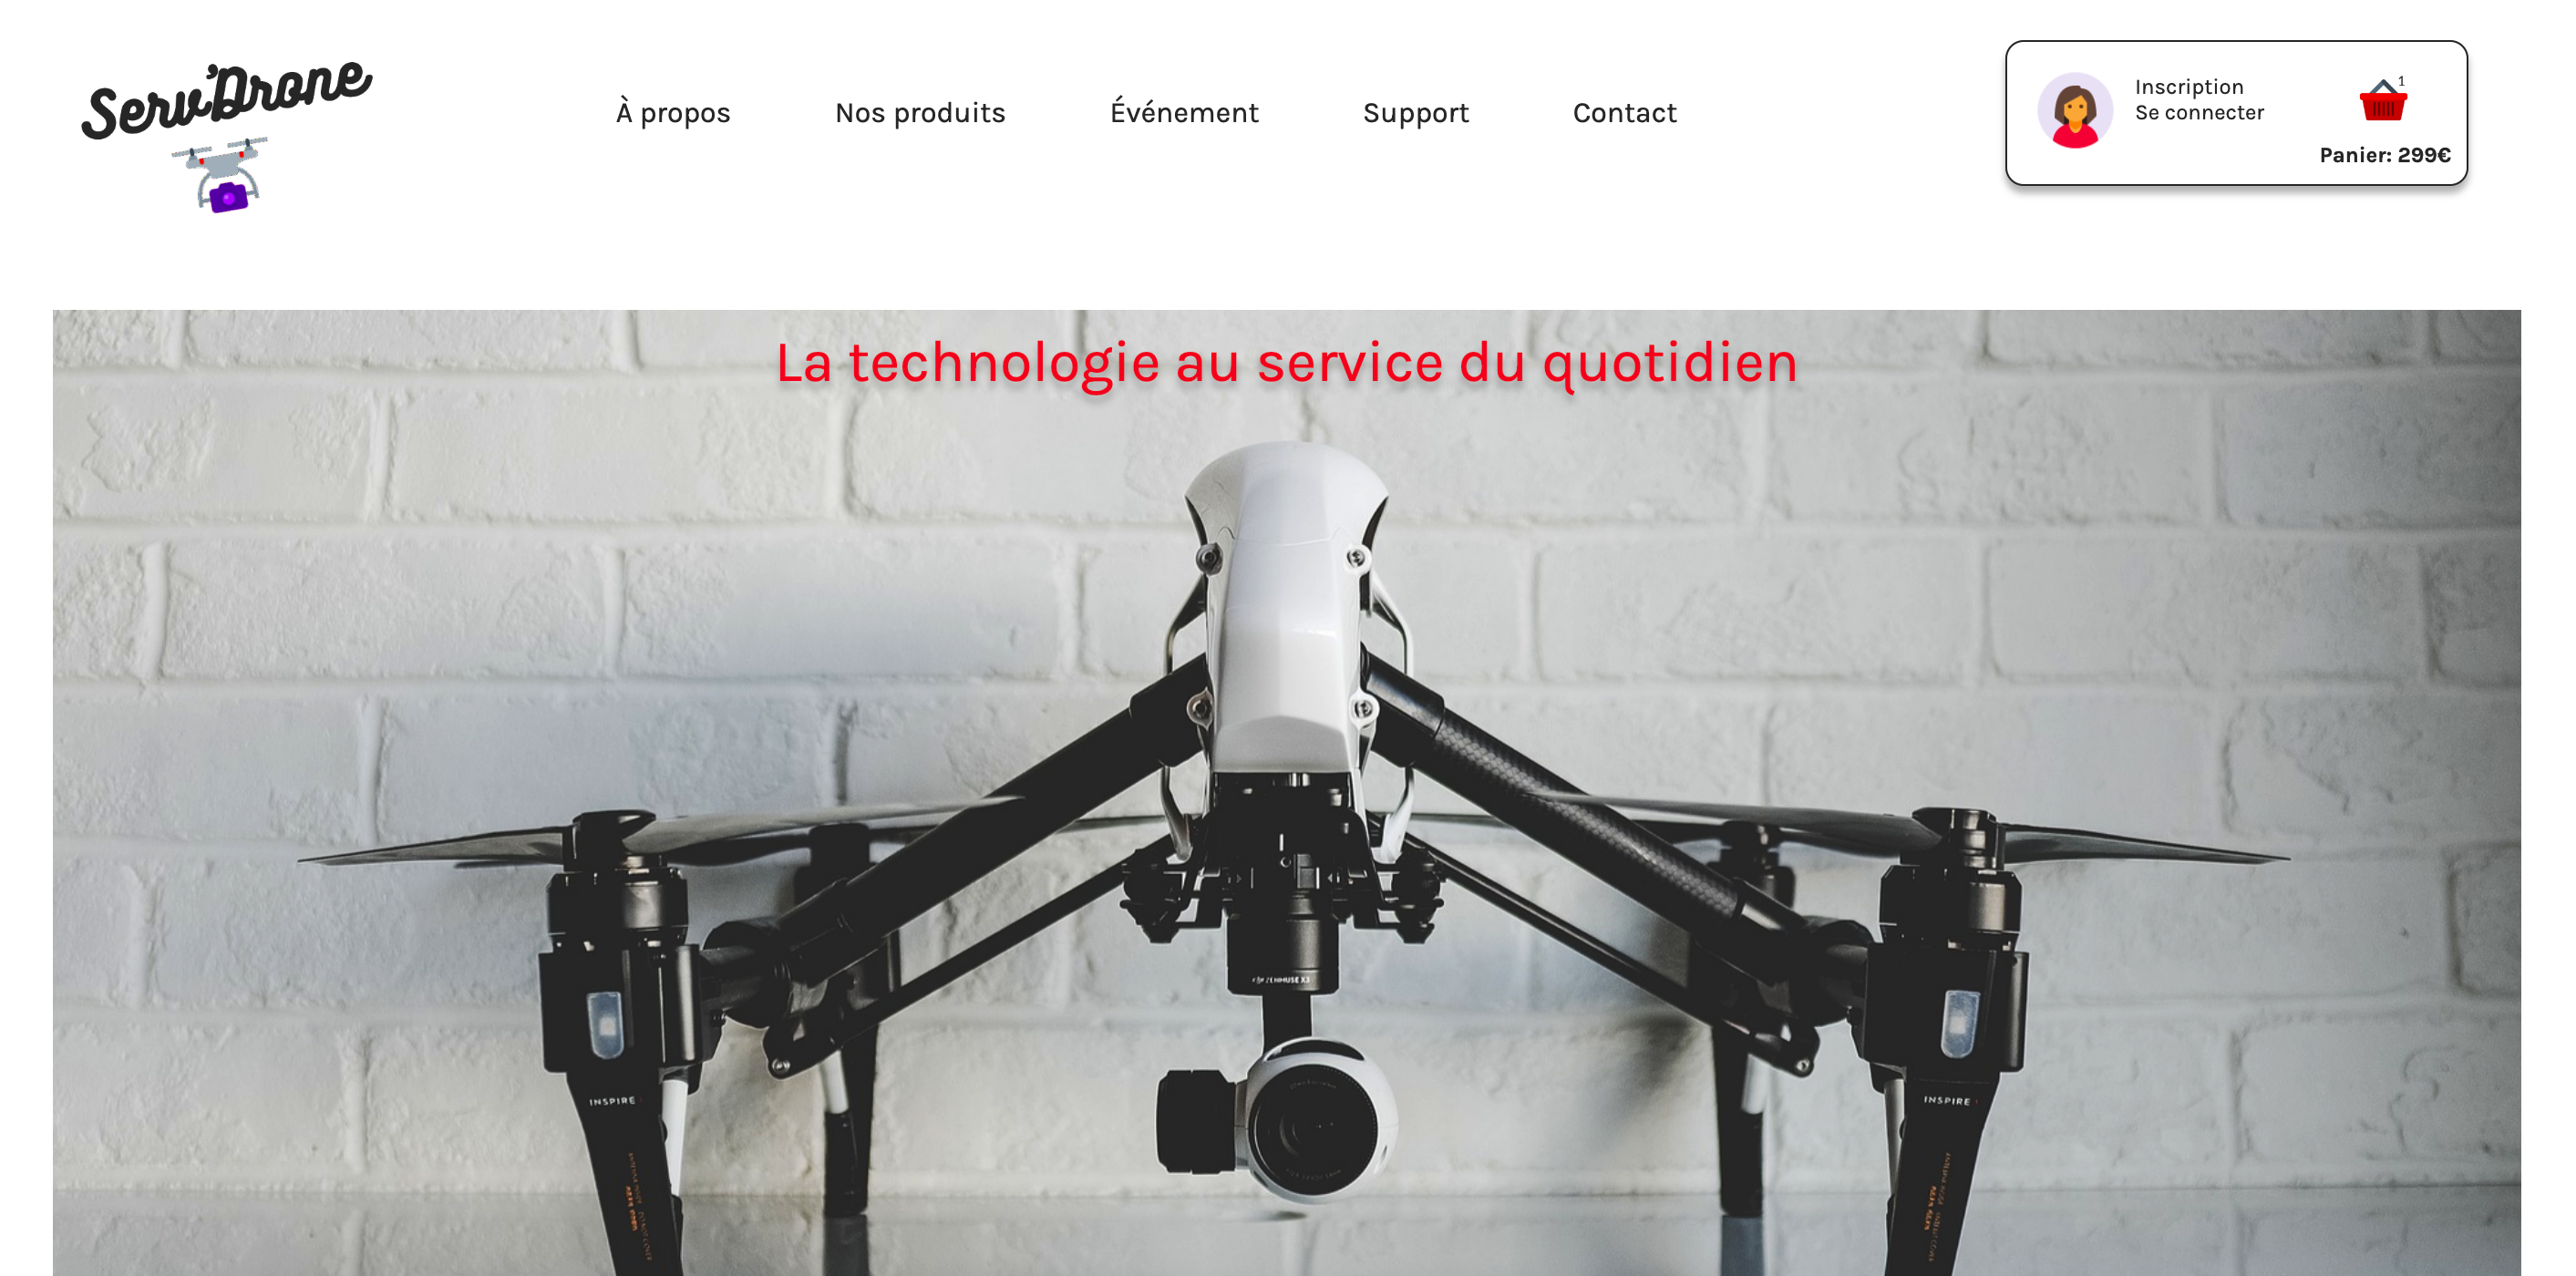 Serv'Drone
À propos
Nos produits
Événement
Support
Contact
Inscription
Se connecter
1
Panier: 299€
La technologie au service du quotidien
ZENMUSE X3
INSPIRE
INSPIRE 1